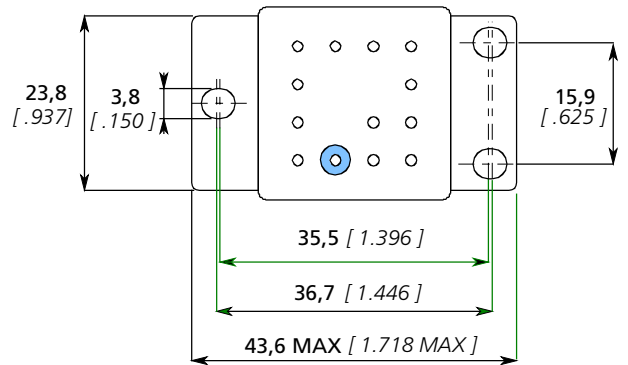 23,8
[ .937]
3,8
[ .150 ]
15,9
[ .625 ]
35,5 [ 1.396 ]
36,7 [ 1.446 ]
43,6 MAX [ 1.718 MAX ]